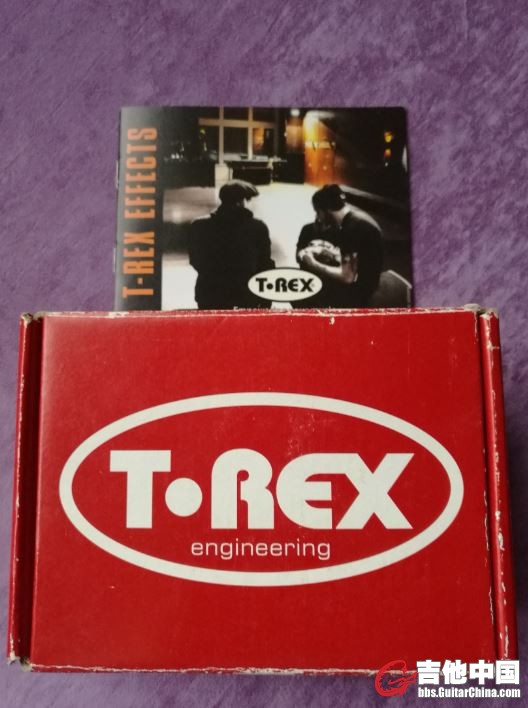 T-REX EFFECTS
T•REX
T•REX
engineering
吉他中国
bbs.GuitarChina.com